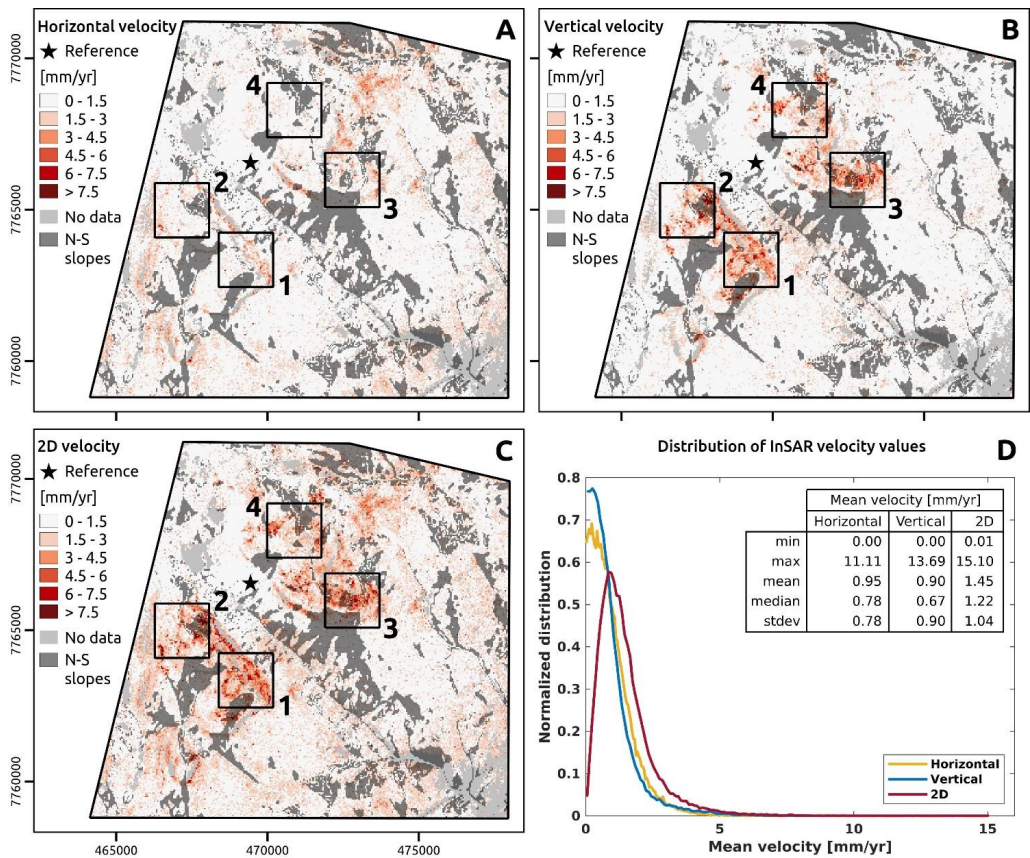 Horizontal velocity
A
★ Reference
[mm/yr]
0 - 1.5
1.5 - 3
3 - 4.5
4.5 - 6
6 - 7.5
> 7.5
No data
N-S
slopes
4
2
3
1
7770000
7765000
7760000
465000
470000
475000
Vertical velocity
B
★ Reference
[mm/yr]
0 - 1.5
1.5 - 3
3 - 4.5
4.5 - 6
6 - 7.5
> 7.5
No data
N-S
slopes
4
2
3
1
2D velocity
C
★ Reference
[mm/yr]
0 - 1.5
1.5 - 3
3 - 4.5
4.5 - 6
6 - 7.5
> 7.5
No data
N-S
slopes
4
2
3
1
7770000
7765000
7760000
465000
470000
475000
Distribution of InSAR velocity values
D
Mean velocity [mm/yr]
Horizontal Vertical 2D
min 0.00 0.00 0.01
max 11.11 13.69 15.10
mean 0.95 0.90 1.45
median 0.78 0.67 1.22
stdev 0.78 0.90 1.04
Normalized distribution
0.8
0.7
0.6
0.5
0.4
0.3
0.2
0.1
0
Horizontal
Vertical
2D
0 5 10 15
Mean velocity [mm/yr]